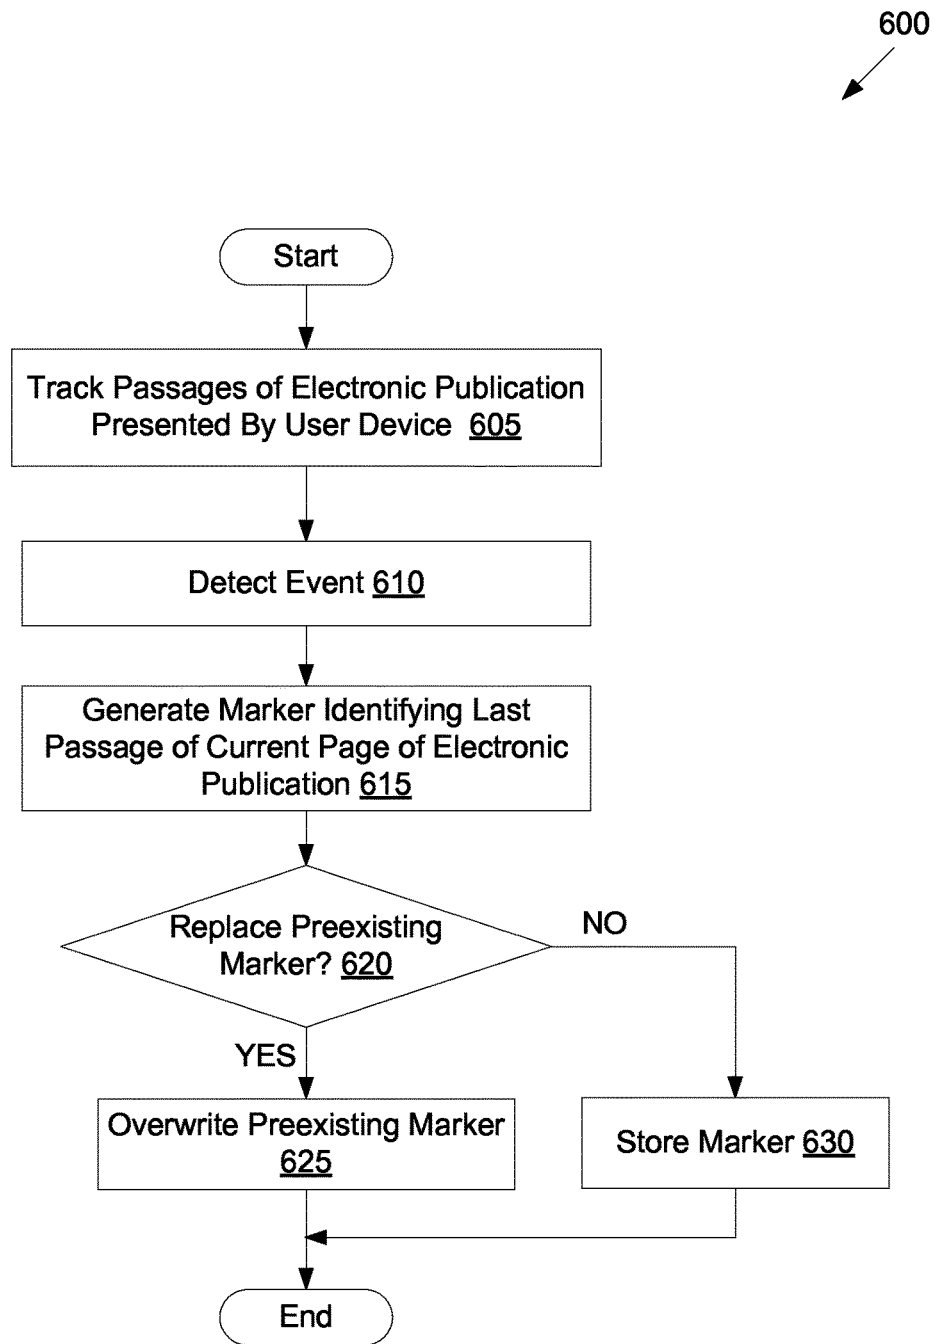 600
Start
Track Passages of Electronic Publication
Presented By User Device 605
Detect Event 610
Generate Marker Identifying Last
Passage of Current Page of Electronic
Publication 615
Replace Preexisting
Marker? 620
NO
YES
Overwrite Preexisting Marker
625
Store Marker 630
End